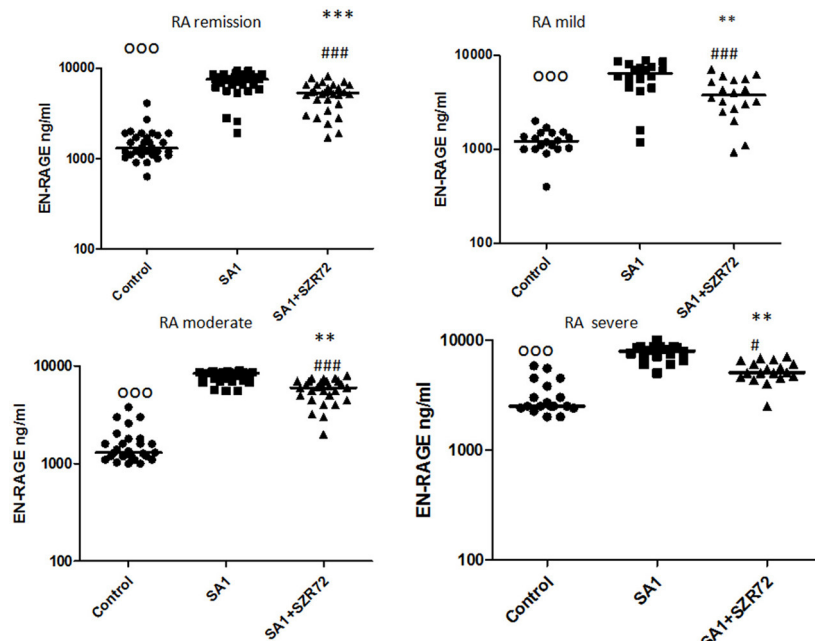 RA remission
***
OOO
###
10000
1000
100
EN-RAGE ng/ml
Control
SA1
SA1+SZR72
RA mild
**
OOO
###
10000
1000
100
EN-RAGE ng/ml
Control
SA1
SA1+SZR72
RA moderate
**
OOO
###
10000
1000
100
EN-RAGE ng/ml
Control
SA1
SA1+SZR72
RA severe
**
OOO
#
10000
1000
100
EN-RAGE ng/ml
Control
SA1
SA1+SZR72